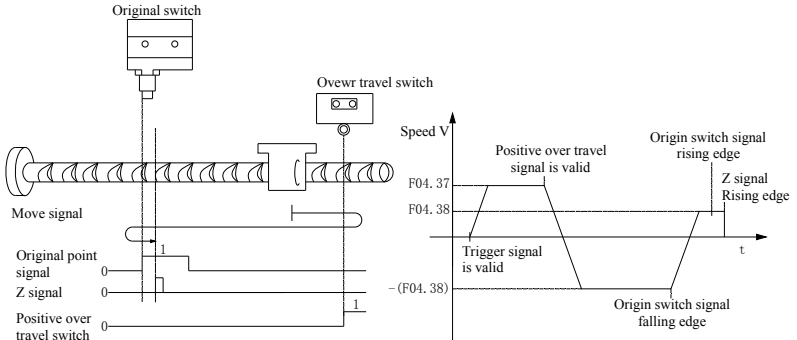 Original switch
Ovewr travel switch
Move signal
Original point
signal
0
1
Z signal
0
Positive over
travel switch
0
1
Speed V
F04.37
F04.38
-(F04.38)
Positive over travel
signal is valid
Origin switch signal
rising edge
Z signal
Rising edge
t
Trigger signal
is valid
Origin switch signal
falling edge